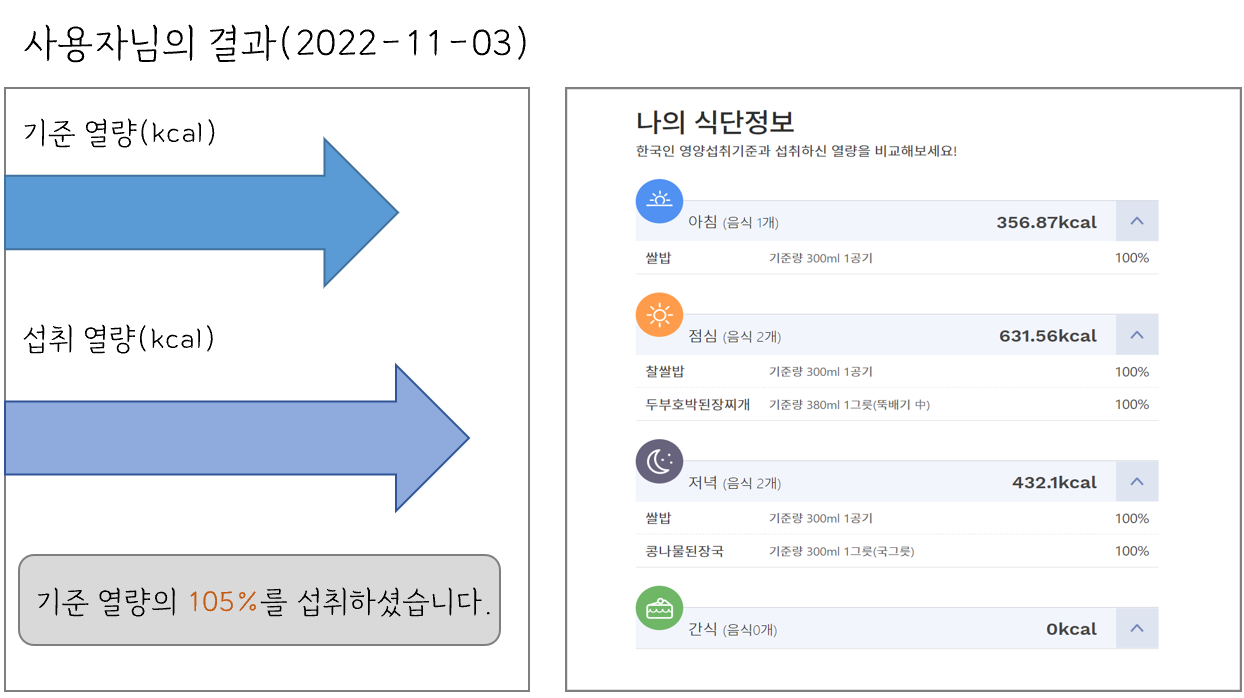 사용자님의 결과(2022-11-03)
기준 열량(kcal)
섭취 열량(kcal)
기준 열량의 105%를 섭취하셨습니다.
나의 식단정보
한국인 영양섭취기준과 섭취하신 열량을 비교해보세요!
아침 (음식 1개) 356.87kcal
쌀밥 기준량 300ml 1공기 100%
점심 (음식 2개) 631.56kcal
찰쌀밥 기준량 300ml 1공기 100%
두부호박된장찌개 기준량 380ml 1그릇(뚝배기 中) 100%
저녁 (음식 2개) 432.1kcal
쌀밥 기준량 300ml 1공기 100%
콩나물된장국 기준량 300ml 1그릇(국그릇) 100%
간식 (음식0개) 0kcal